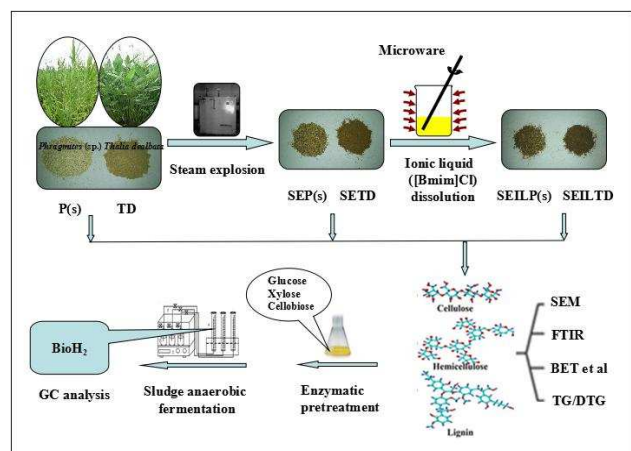 Microware
Phragmites (sp.) Thalia dealbata
Steam explosion
P(s) TD
SEP(s) SETD
Ionic liquid
([Bmim]Cl)
dissolution
SEILP(s) SEILTD
Glucose
Xylose
Cellobiose
Cellulose
Hemicellulose
Lignin
SEM
FTIR
BET et al
TG/DTG
BioH2
GC analysis
Sludge anaerobic
fermentation
Enzymatic
pretreatment